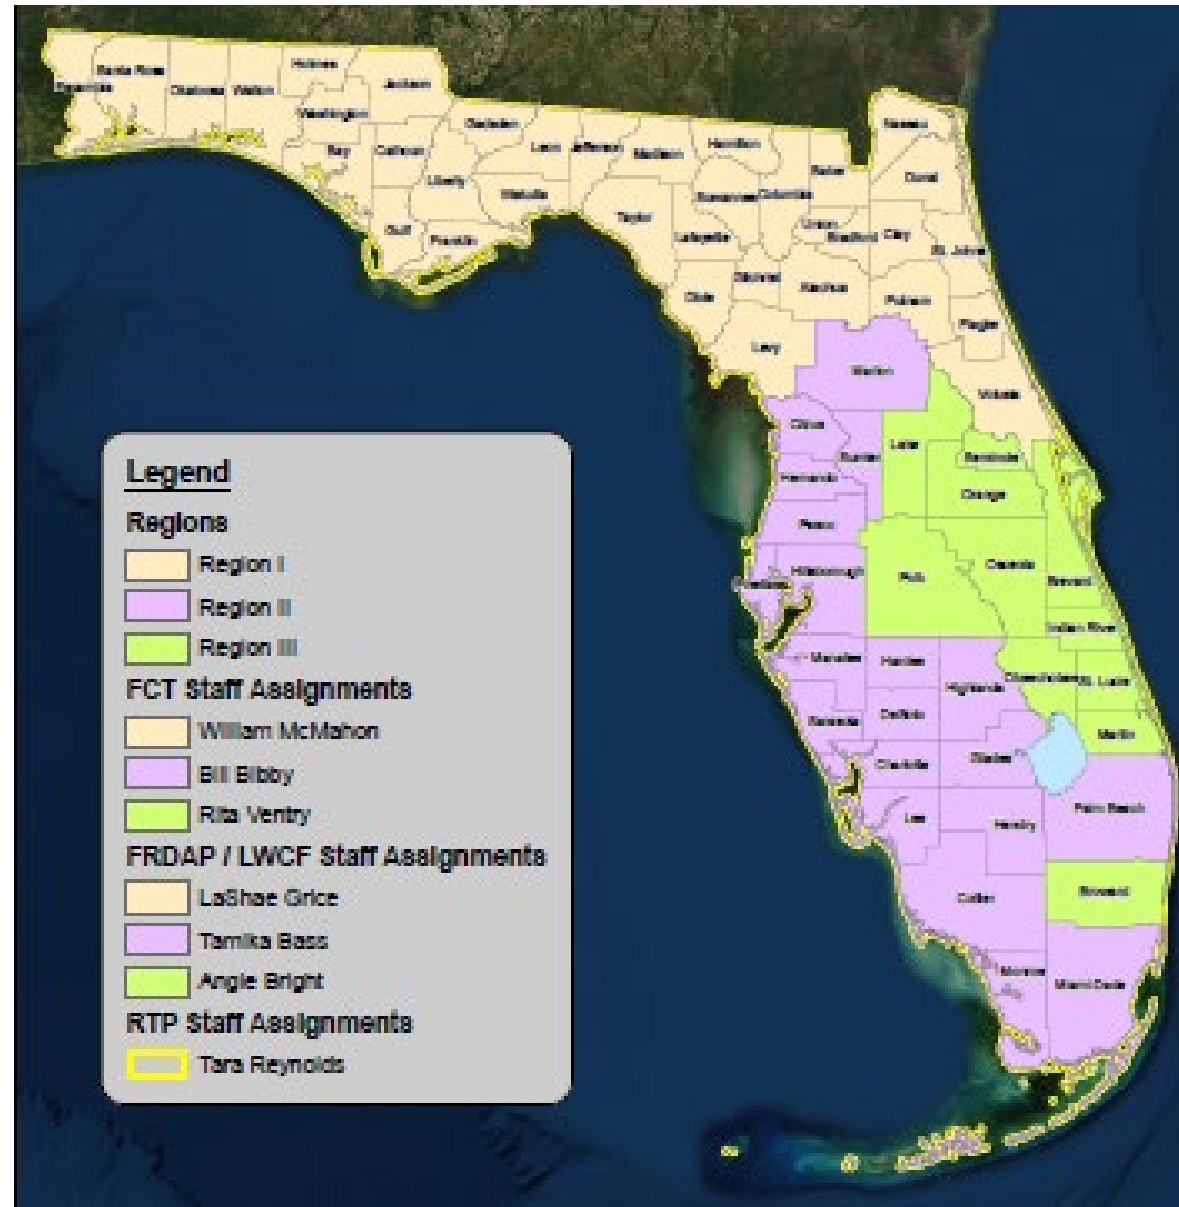 Legend
Regions
Region I
Region II
Region III
FCT Staff Assignments
William McMahon
Bill Bibby
Rita Ventry
FRDAP / LWCF Staff Assignments
LaShae Grice
Tamika Bass
Angie Bright
RTP Staff Assignments
Tara Reynolds
Escambia
Santa Rosa
Okaloosa
Walton
Holmes
Jackson
Washington
Bay
Calhoun
Gulf
Liberty
Franklin
Gadsden
Leon
Wakulla
Jefferson
Madison
Taylor
Hamilton
Suwannee
Lafayette
Dixie
Columbia
Baker
Union
Bradford
Gilchrist
Alachua
Levy
Nassau
Duval
Clay
St. Johns
Putnam
Flagler
Volusia
Marion
Citrus
Sumter
Hernando
Pasco
Hillsborough
Pinellas
Lake
Seminole
Orange
Osceola
Brevard
Polk
Indian River
Manatee
Hardee
Highlands
Okeechobee
St. Lucie
Sarasota
DeSoto
Martin
Charlotte
Glades
Lee
Hendry
Palm Beach
Collier
Broward
Monroe
Miami-Dade